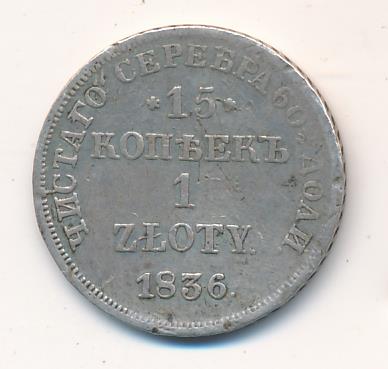 ЧИСТАГО СЕРЕБРА 60 ДОЛИ
* 15 *
КОПѢЕКЪ
1
ZŁOTY.
1836.